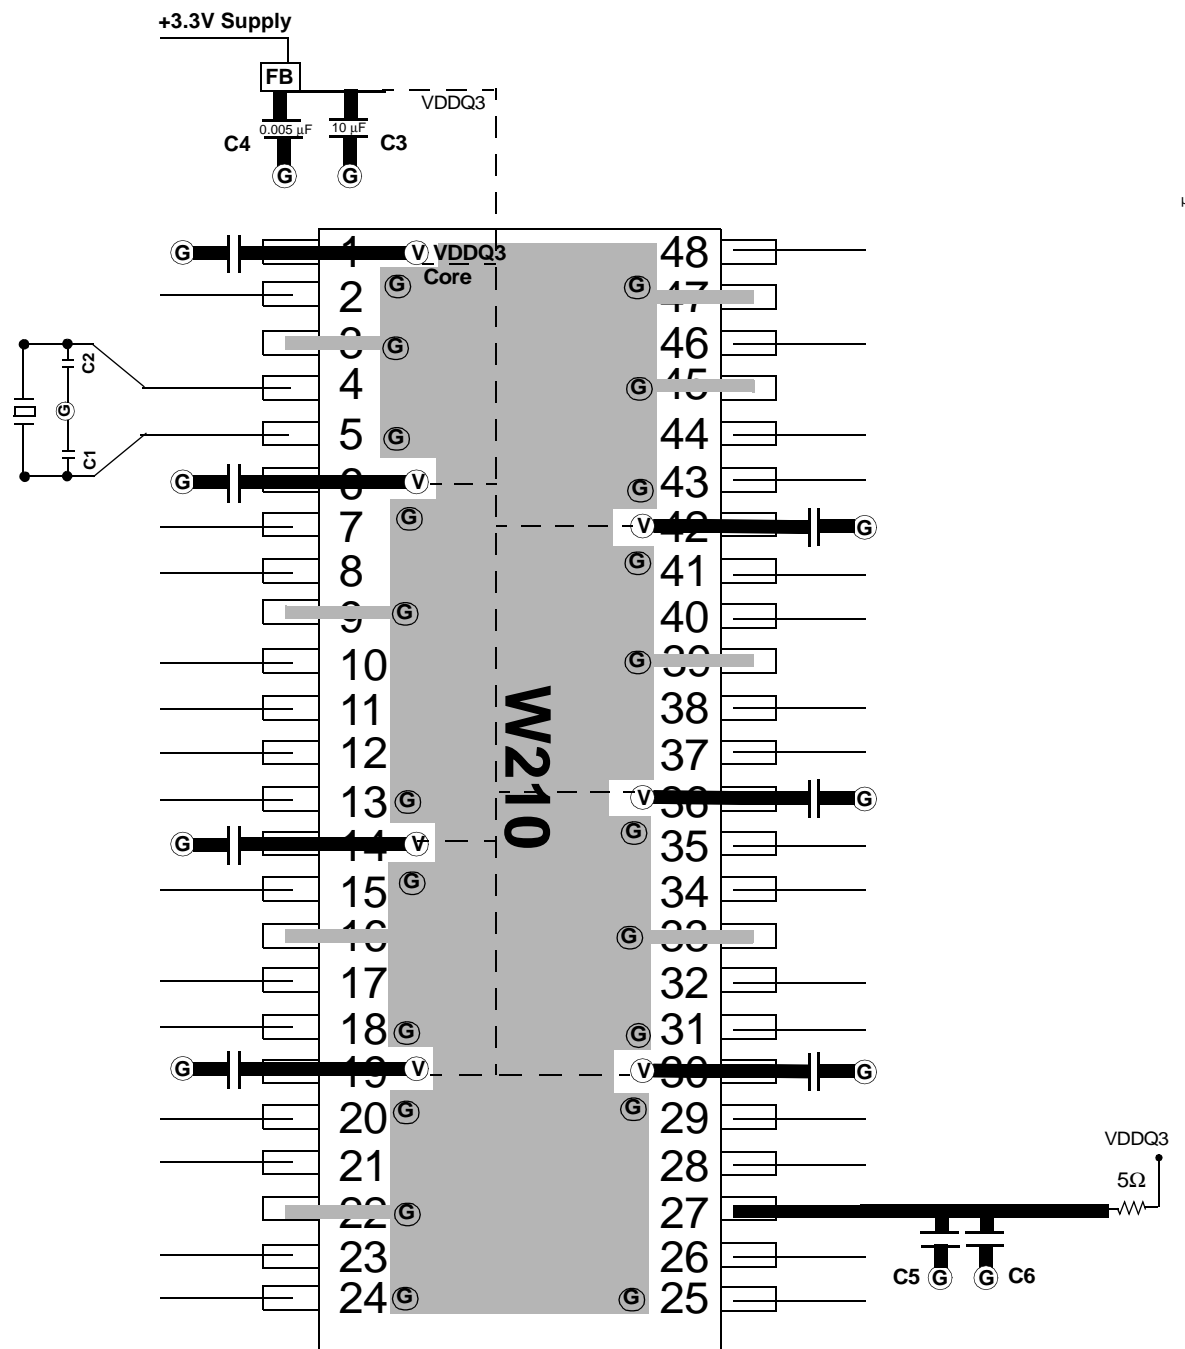 +3.3V Supply
FB
VDDQ3
0.005 µF
10 µF
C4
C3
G G
µ
G 1 V VDDQ3 48
Core
2 G G 47
3 G 46
C2
4 G 45
G
5 G 44
C1
G 6 V G 43
7 G V 42 G
8 G 41
9 G 40
10 G 39
11 38
12 37
W210
13 G V 36 G
G 14 V G 35
15 G 34
16 G 33
17 32
18 G G 31
G 19 V V 30 G
20 G G 29
VDDQ3
21 28
5Ω
22 G 27
23 26
C5 G G C6
24 G G 25